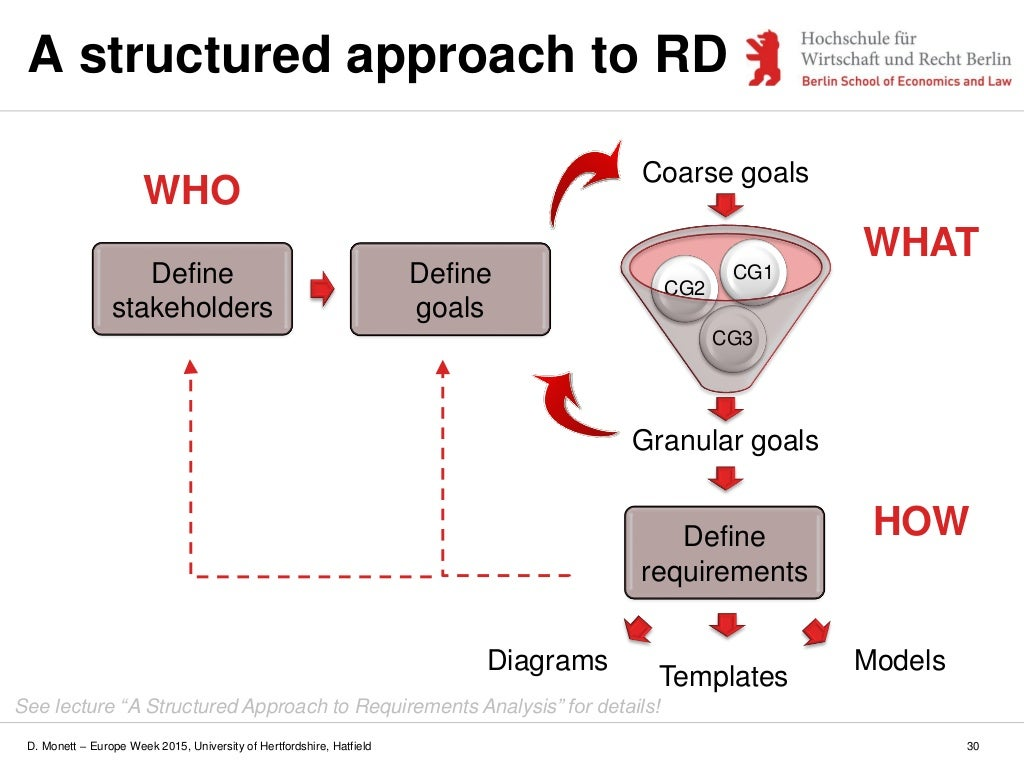 A structured approach to RD
Hochschule für
Wirtschaft und Recht Berlin
Berlin School of Economics and Law
WHO
Define
stakeholders
Define
goals
Coarse goals
WHAT
CG1
CG2
CG3
Granular goals
HOW
Define
requirements
Diagrams
Templates
Models
See lecture “A Structured Approach to Requirements Analysis” for details!
D. Monett – Europe Week 2015, University of Hertfordshire, Hatfield
30